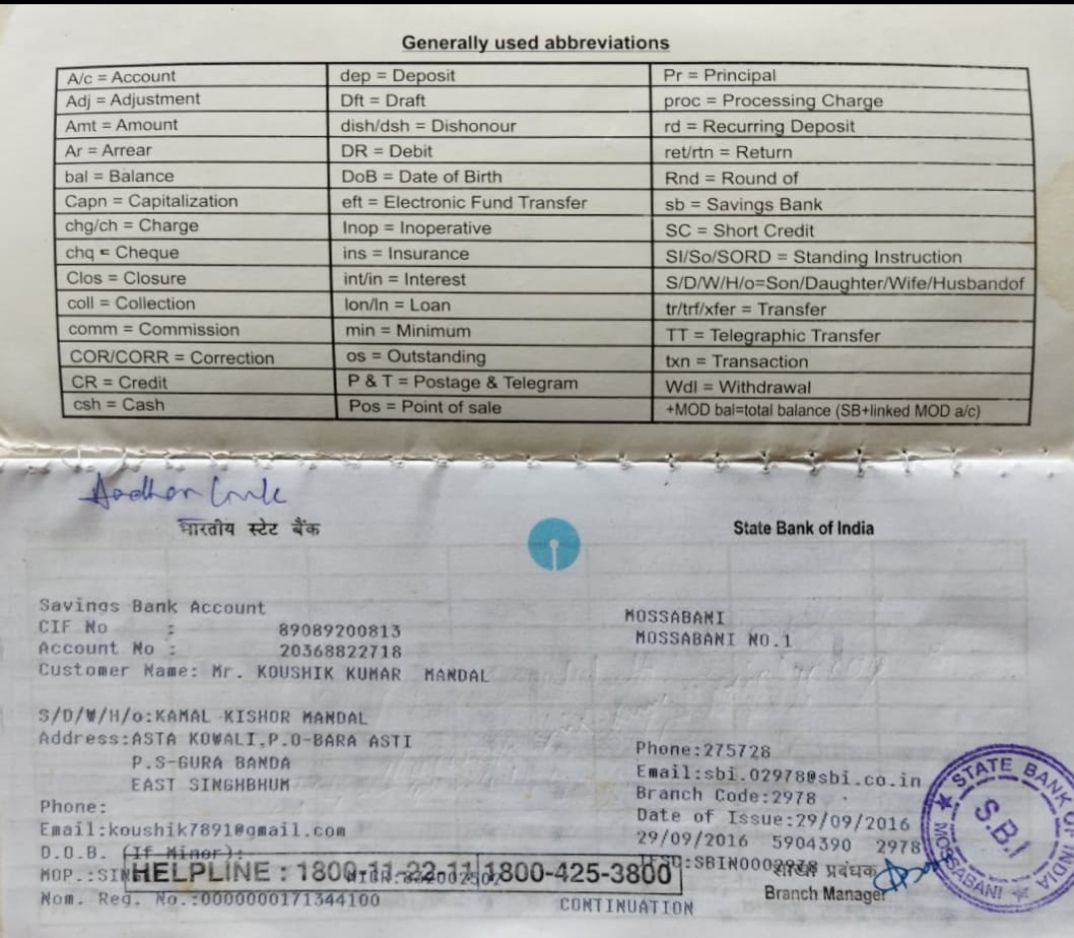 Generally used abbreviations
A/c = Account
dep = Deposit
Pr = Principal
Adj = Adjustment
Dft = Draft
proc = Processing Charge
Amt = Amount
dish/dsh = Dishonour
rd = Recurring Deposit
Ar = Arrear
DR = Debit
ret/rtn = Return
bal = Balance
DoB = Date of Birth
Rnd = Round of
Capn = Capitalization
eft = Electronic Fund Transfer
sb = Savings Bank
chg/ch = Charge
Inop = Inoperative
SC = Short Credit
chq = Cheque
ins = Insurance
SI/So/SORD = Standing Instruction
Clos = Closure
int/in = Interest
S/D/W/H/o=Son/Daughter/Wife/Husbandof
coll = Collection
lon/ln = Loan
tr/trf/xfer = Transfer
comm = Commission
min = Minimum
TT = Telegraphic Transfer
COR/CORR = Correction
os = Outstanding
txn = Transaction
CR = Credit
P & T = Postage & Telegram
Wdl = Withdrawal
csh = Cash
Pos = Point of sale
+MOD bal=total balance (SB+linked MOD a/c)
Aadhar Link
भारतीय स्टेट बैंक
State Bank of India
Savings Bank Account
CIF No : 89089200813
Account No : 20368822718
Customer Name: Mr. KOUSHIK KUMAR MANDAL
MOSSABANI
MOSSABANI NO.1
S/D/W/H/o:KAMAL KISHOR MANDAL
Address:ASTA KOWALI,P.O-BARA ASTI
P.S-GURA BANDA
EAST SINGHBHUM
Phone:
Email:koushik7891@gmail.com
D.O.B. (If Minor):
MOP.:SIN
Nom. Reg. No.:0000000171344100
Phone:275728
Email:sbi.02978@sbi.co.in
Branch Code:2978
Date of Issue:29/09/2016
29/09/2016 5904390 2978
IFSC:SBIN0002978
HELPLINE : 1800-11-22-11 1800-425-3800
शाखा प्रबंधक
Branch Manager
CONTINUATION
STATE BANK OF INDIA
S.B.I
MOSSABANI